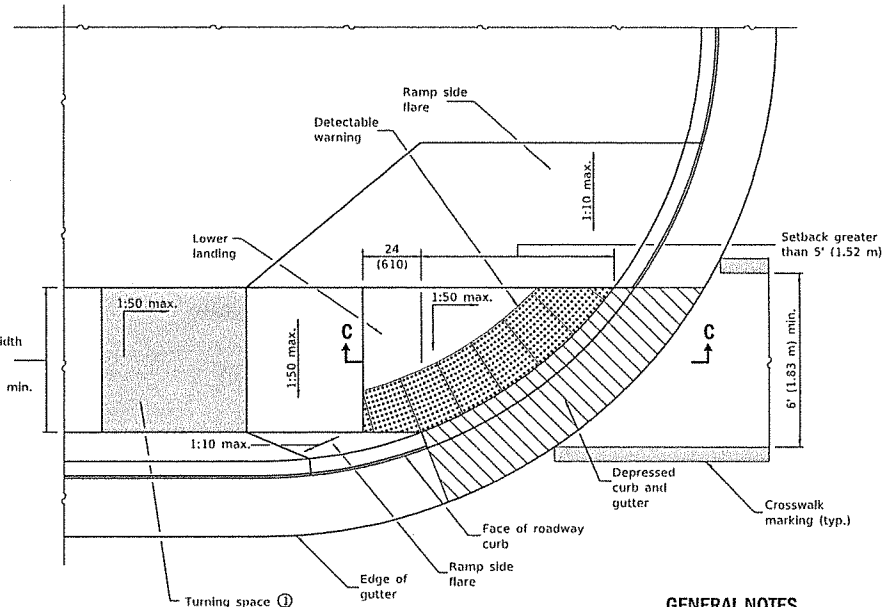 Ramp side
flare
Detectable
warning
1:10 max.
Lower
landing
24
(610)
Setback greater
than 5' (1.52 m)
1:50 max.
1:50 max.
idth
min.
C
C
1:50 max.
6' (1.83 m) min.
1:10 max.
Depressed
curb and
gutter
Crosswalk
marking (typ.)
Face of roadway
curb
Ramp side
flare
Edge of
gutter
Turning space ①
GENERAL NOTES